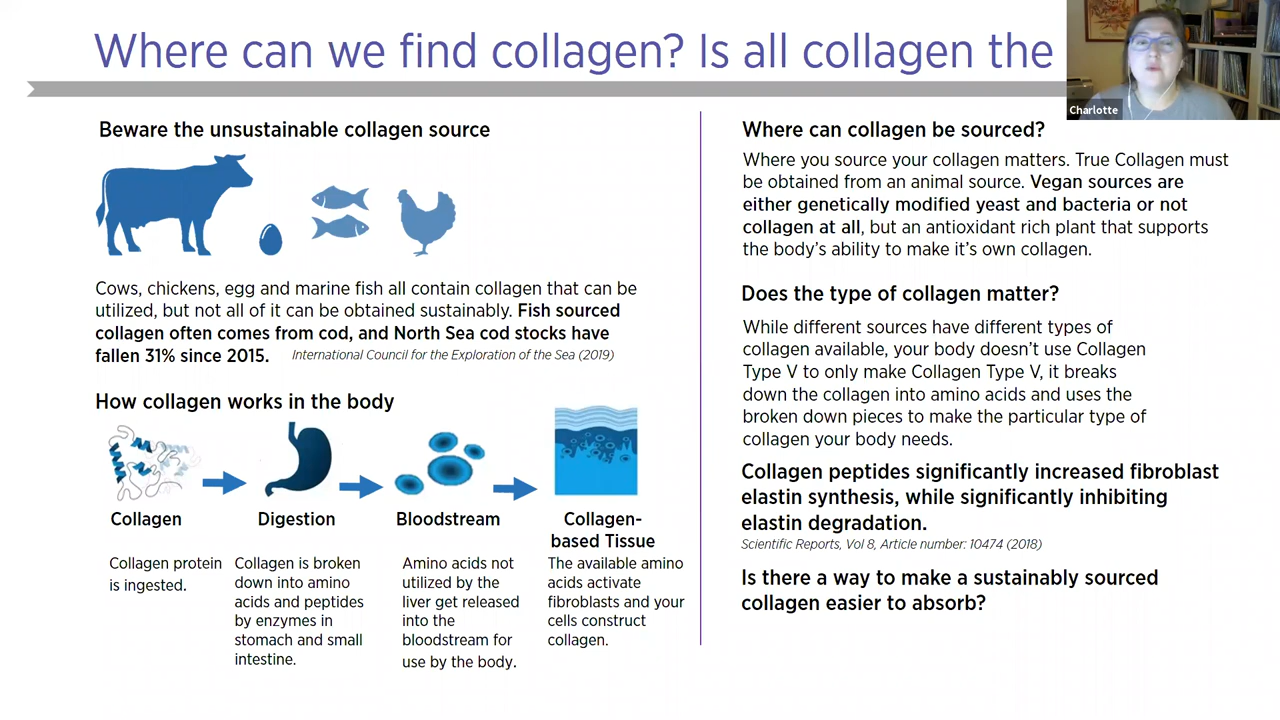 Where can we find collagen? Is all collagen the
Charlotte
Beware the unsustainable collagen source
Cows, chickens, egg and marine fish all contain collagen that can be
utilized, but not all of it can be obtained sustainably. Fish sourced
collagen often comes from cod, and North Sea cod stocks have
fallen 31% since 2015. International Council for the Exploration of the Sea (2019)
How collagen works in the body
Collagen
Digestion
Bloodstream
Collagen-
based Tissue
Collagen protein
is ingested.
Collagen is broken
down into amino
acids and peptides
by enzymes in
stomach and small
intestine.
Amino acids not
utilized by the
liver get released
into the
bloodstream for
use by the body.
The available amino
acids activate
fibroblasts and your
cells construct
collagen.
Where can collagen be sourced?
Where you source your collagen matters. True Collagen must
be obtained from an animal source. Vegan sources are
either genetically modified yeast and bacteria or not
collagen at all, but an antioxidant rich plant that supports
the body's ability to make it's own collagen.
Does the type of collagen matter?
While different sources have different types of
collagen available, your body doesn't use Collagen
Type V to only make Collagen Type V, it breaks
down the collagen into amino acids and uses the
broken down pieces to make the particular type of
collagen your body needs.
Collagen peptides significantly increased fibroblast
elastin synthesis, while significantly inhibiting
elastin degradation.
Scientific Reports, Vol 8, Article number: 10474 (2018)
Is there a way to make a sustainably sourced
collagen easier to absorb?